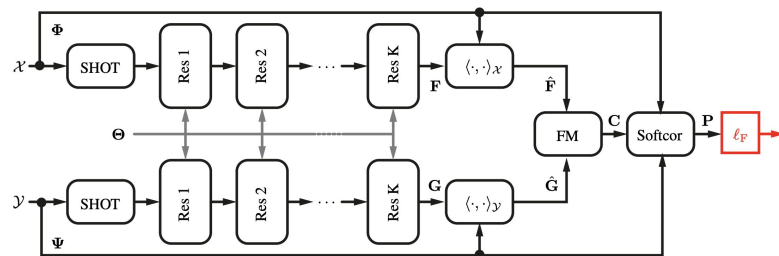 Φ
𝒳 SHOT Res 1 Res 2 ... Res K F ⟨·,·⟩𝒳 F̂
Θ FM C Softcor P ℓF
𝒴 SHOT Res 1 Res 2 ... Res K G ⟨·,·⟩𝒴 Ĝ
Ψ